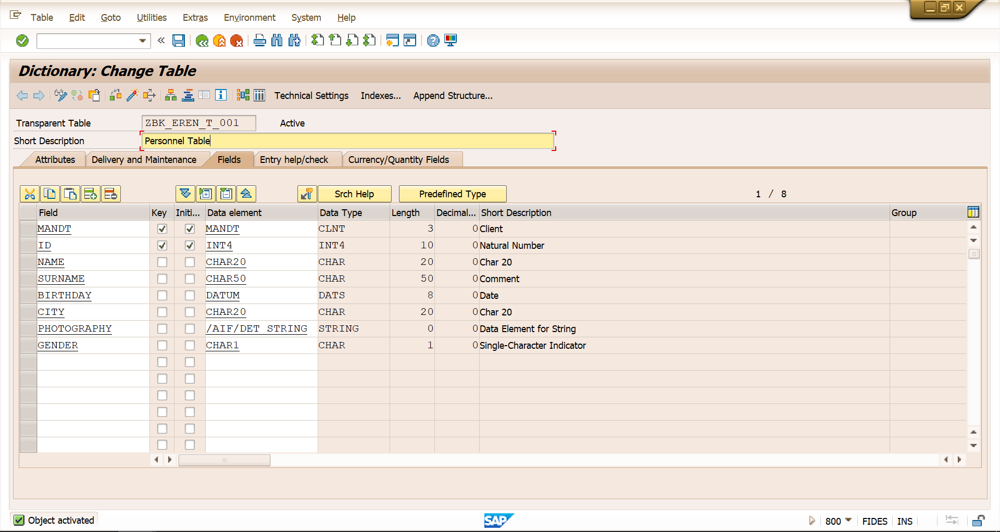 Table Edit Goto Utilities Extras Environment System Help
Dictionary: Change Table
Technical Settings Indexes... Append Structure...
Transparent Table ZBK_EREN_T_001 Active
Short Description Personnel Table
Attributes Delivery and Maintenance Fields Entry help/check Currency/Quantity Fields
Srch Help Predefined Type 1 / 8
Field Key Initi... Data element Data Type Length Decimal... Short Description Group
MANDT MANDT CLNT 3 0 Client
ID INT4 INT4 10 0 Natural Number
NAME CHAR20 CHAR 20 0 Char 20
SURNAME CHAR50 CHAR 50 0 Comment
BIRTHDAY DATUM DATS 8 0 Date
CITY CHAR20 CHAR 20 0 Char 20
PHOTOGRAPHY /AIF/DET_STRING STRING 0 0 Data Element for String
GENDER CHAR1 CHAR 1 0 Single-Character Indicator
Object activated SAP 800 FIDES INS